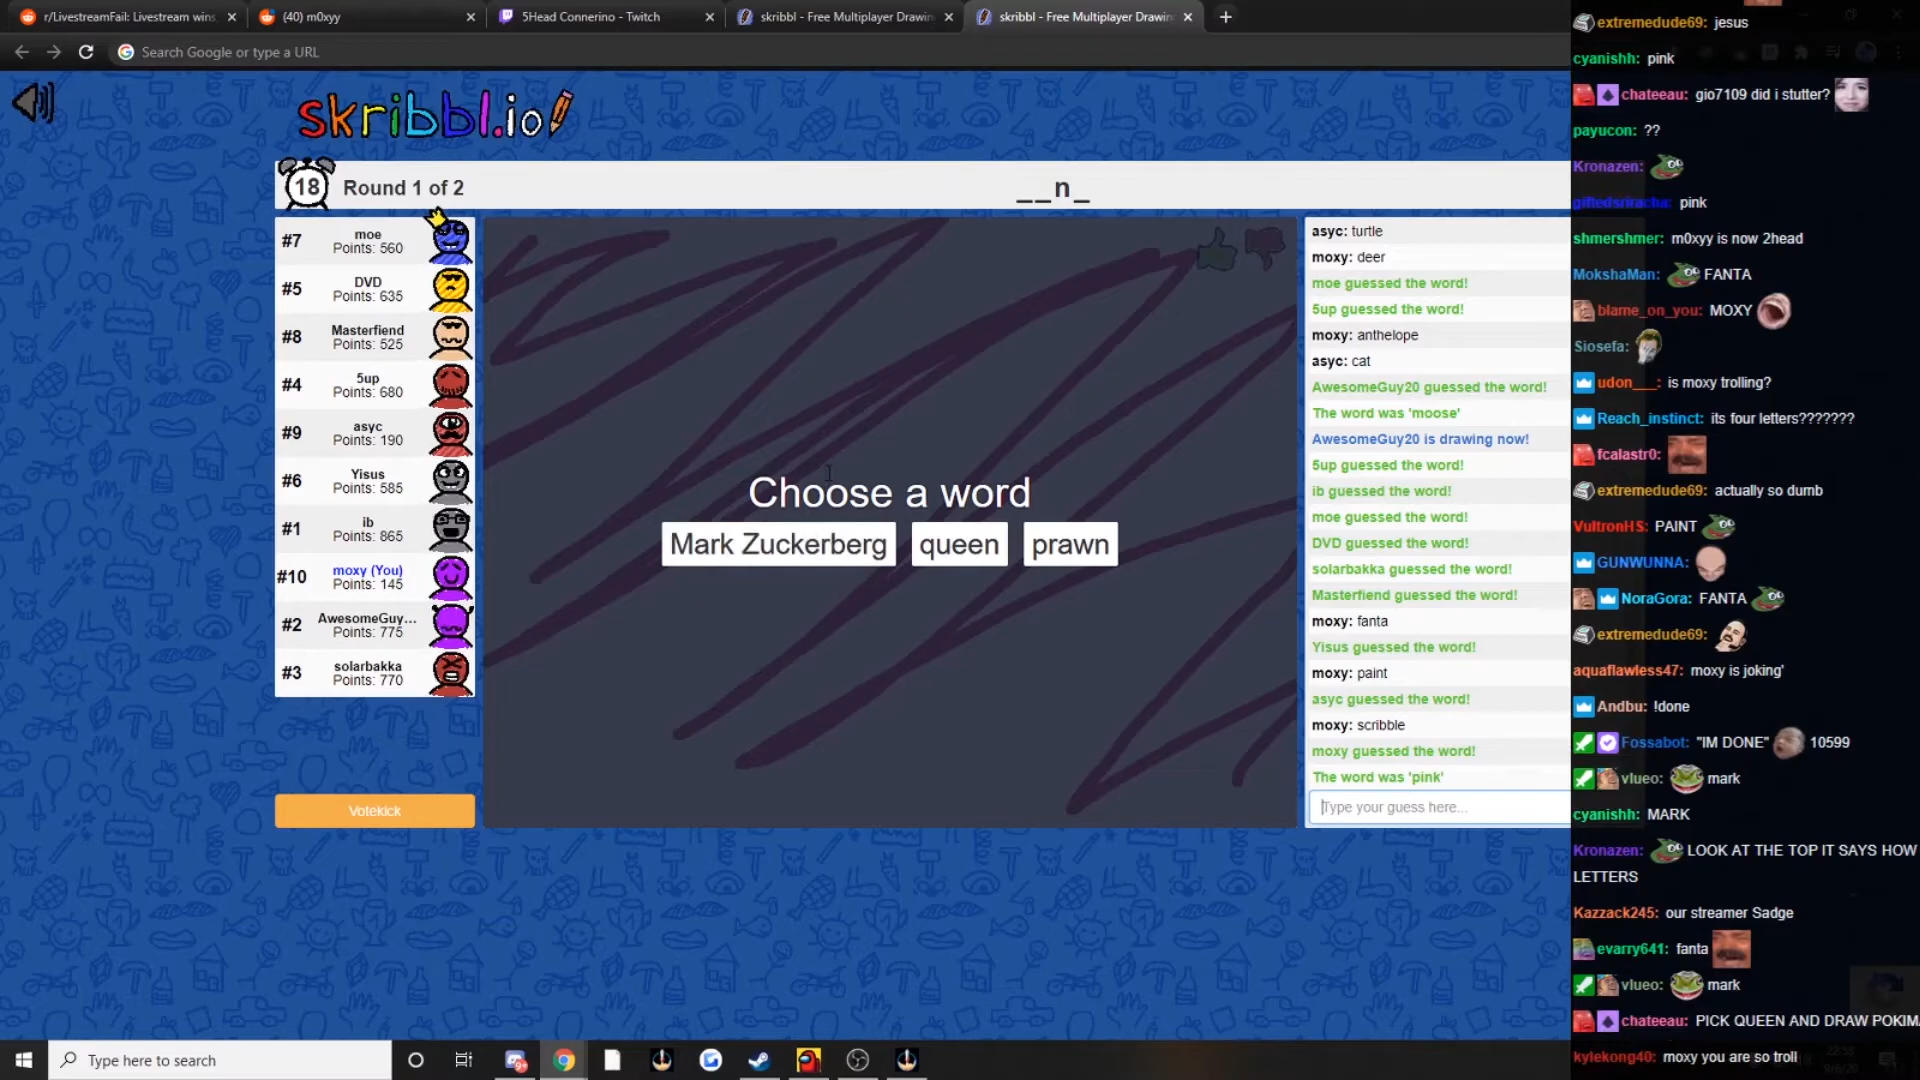 r/LivestreamFail: Livestream wins,
(40) m0xyy
5Head Connerino - Twitch
skribbl - Free Multiplayer Drawin
skribbl - Free Multiplayer Drawin
Search Google or type a URL
skribbl.io
18
Round 1 of 2
__n_
#7 moe
Points: 560
#5 DVD
Points: 635
#8 Masterfiend
Points: 525
#4 5up
Points: 680
#9 asyc
Points: 190
#6 Yisus
Points: 585
#1 ib
Points: 865
#10 moxy (You)
Points: 145
#2 AwesomeGuy...
Points: 775
#3 solarbakka
Points: 770
Votekick
Choose a word
Mark Zuckerberg
queen
prawn
asyc: turtle
moxy: deer
moe guessed the word!
5up guessed the word!
moxy: anthelope
asyc: cat
AwesomeGuy20 guessed the word!
The word was 'moose'
AwesomeGuy20 is drawing now!
5up guessed the word!
ib guessed the word!
moe guessed the word!
DVD guessed the word!
solarbakka guessed the word!
Masterfiend guessed the word!
moxy: fanta
Yisus guessed the word!
moxy: paint
asyc guessed the word!
moxy: scribble
moxy guessed the word!
The word was 'pink'
Type your guess here...
extremedude69: jesus
cyanishh: pink
chateeau: gio7109 did i stutter?
payucon: ??
Kronazen:
giftedsriracha: pink
shmershmer: m0xyy is now 2head
MokshaMan: FANTA
blame_on_you: MOXY
Siosefa:
udon___: is moxy trolling?
Reach_instinct: its four letters???????
fcalastr0:
extremedude69: actually so dumb
VultronHS: PAINT
GUNWUNNA:
NoraGora: FANTA
extremedude69:
aquaflawless47: moxy is joking'
Andbu: !done
Fossabot: "IM DONE" 10599
vlueo: mark
cyanishh: MARK
Kronazen: LOOK AT THE TOP IT SAYS HOW
LETTERS
Kazzack245: our streamer Sadge
evarry641: fanta
vlueo: mark
chateeau: PICK QUEEN AND DRAW POKIMA
kylekong40: moxy you are so troll
Type here to search